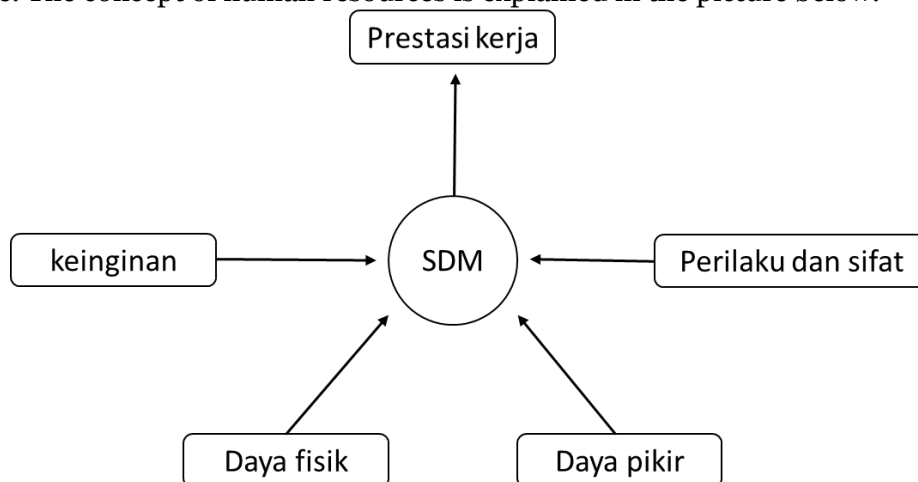 The concept of human resources is explained in the picture below.
Prestasi kerja
keinginan
SDM
Perilaku dan sifat
Daya fisik
Daya pikir